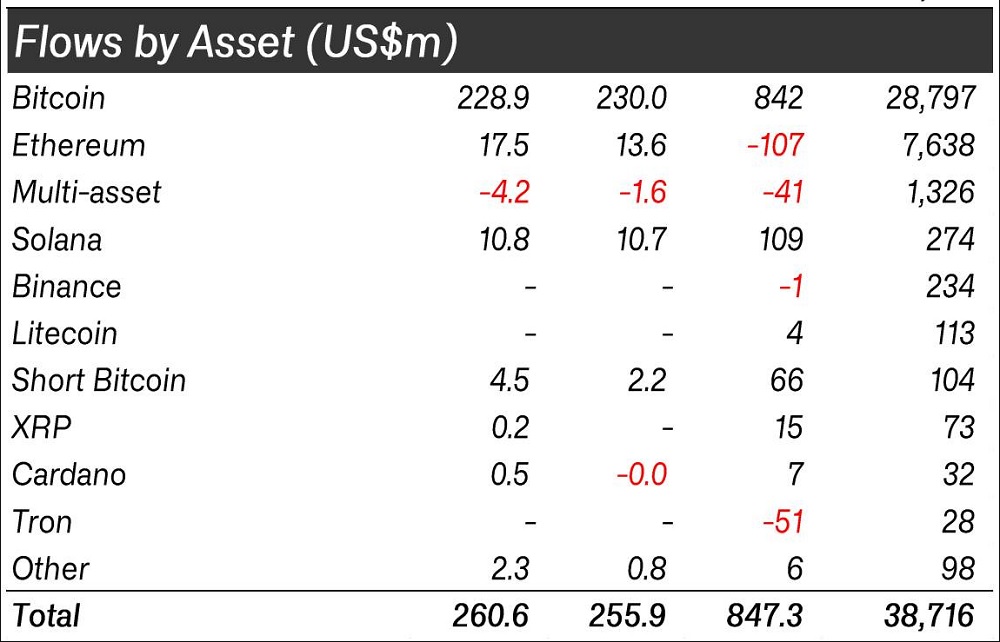 Flows by Asset (US$m)
Bitcoin 228.9 230.0 842 28,797
Ethereum 17.5 13.6 -107 7,638
Multi-asset -4.2 -1.6 -41 1,326
Solana 10.8 10.7 109 274
Binance - - -1 234
Litecoin - - 4 113
Short Bitcoin 4.5 2.2 66 104
XRP 0.2 - 15 73
Cardano 0.5 -0.0 7 32
Tron - - -51 28
Other 2.3 0.8 6 98
Total 260.6 255.9 847.3 38,716